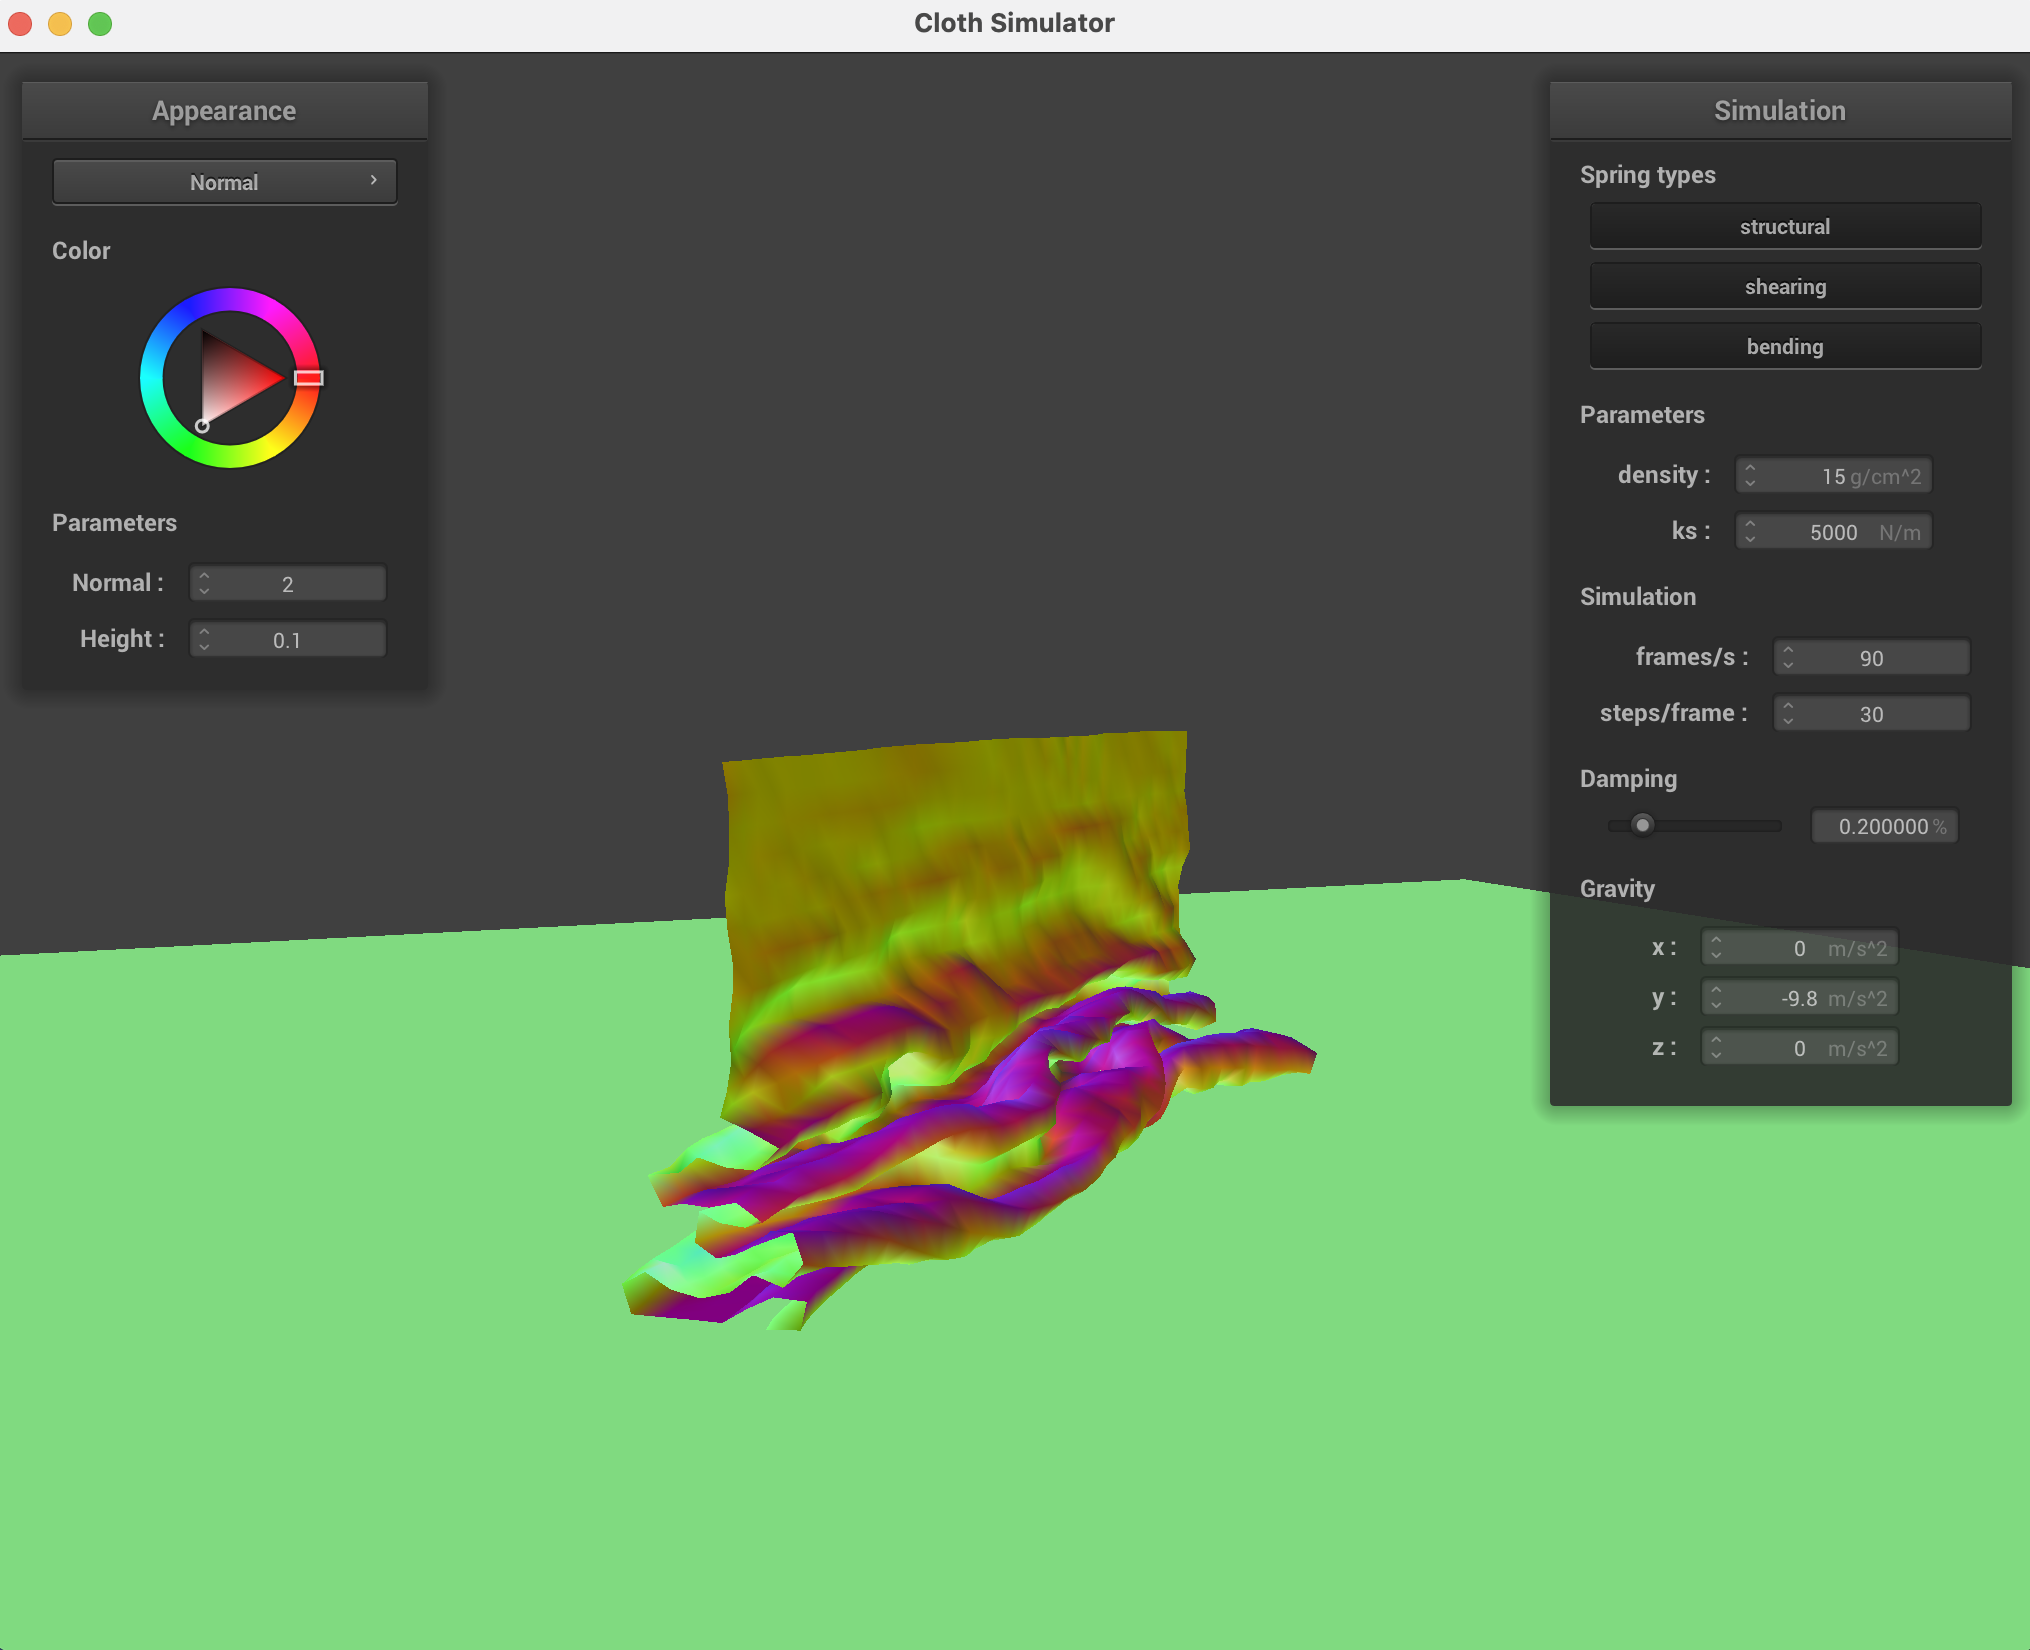 Cloth Simulator
Appearance
Normal
Color
Parameters
Normal : 2
Height : 0.1
Simulation
Spring types
structural
shearing
bending
Parameters
density : 15 g/cm^2
ks : 5000 N/m
Simulation
frames/s : 90
steps/frame : 30
Damping
0.200000 %
Gravity
x : 0 m/s^2
y : -9.8 m/s^2
z : 0 m/s^2